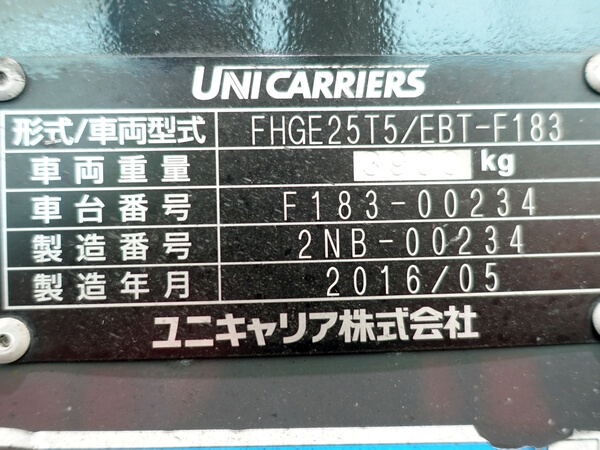 UNICARRIERS
形式/車両型式 FHGE25T5/EBT-F183
車両重量 kg
車台番号 F183-00234
製造番号 2NB-00234
製造年月 2016/05
ユニキャリア株式会社